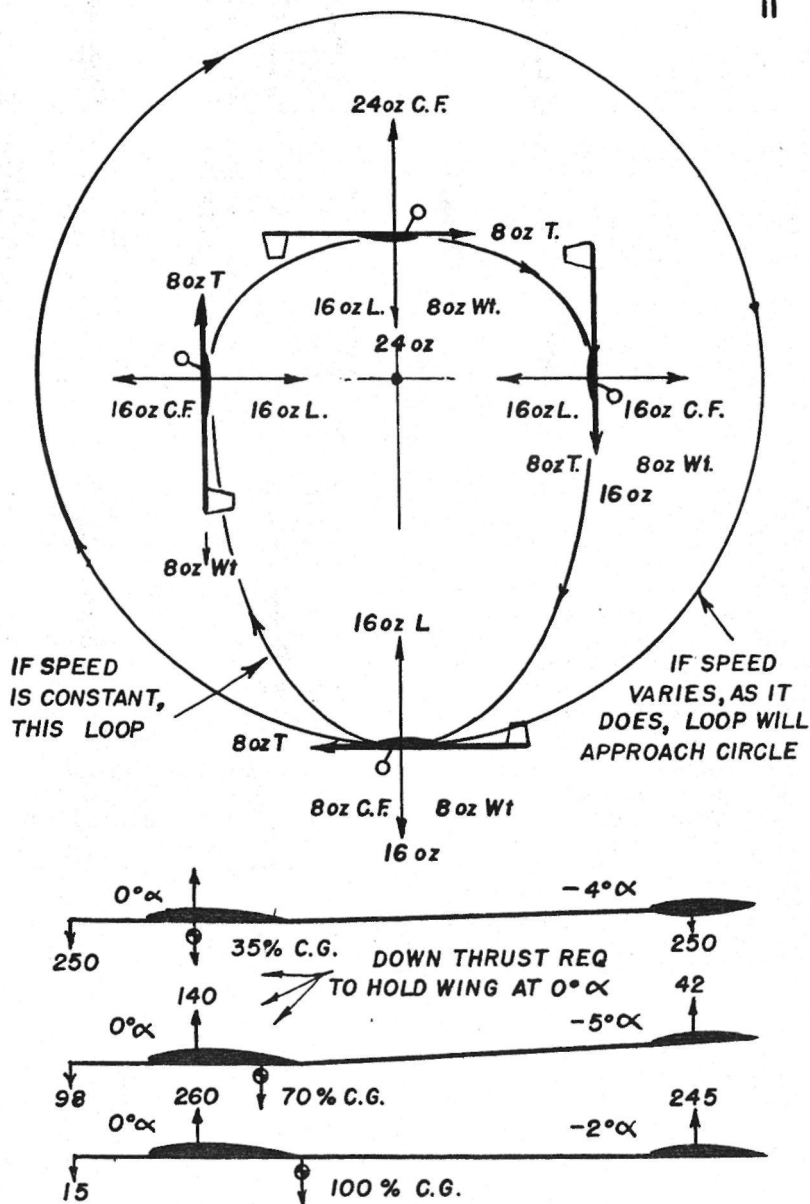 11
24oz C.F.
8 oz T.
8 oz T
16 oz L. 8oz Wt.
24 oz
16oz C.F. 16oz L.
16oz L. 16oz C.F.
8oz T. 8oz Wt.
16 oz
8oz Wt
16oz L
IF SPEED
IS CONSTANT,
THIS LOOP
IF SPEED
VARIES, AS IT
DOES, LOOP WILL
APPROACH CIRCLE
8oz T
8oz C.F. 8oz Wt
16 oz
0°α -4°α
250 35% C.G. 250
DOWN THRUST REQ
TO HOLD WING AT 0°α
140 42
0°α -5°α
98 70% C.G.
260 245
0°α -2°α
15 100% C.G.